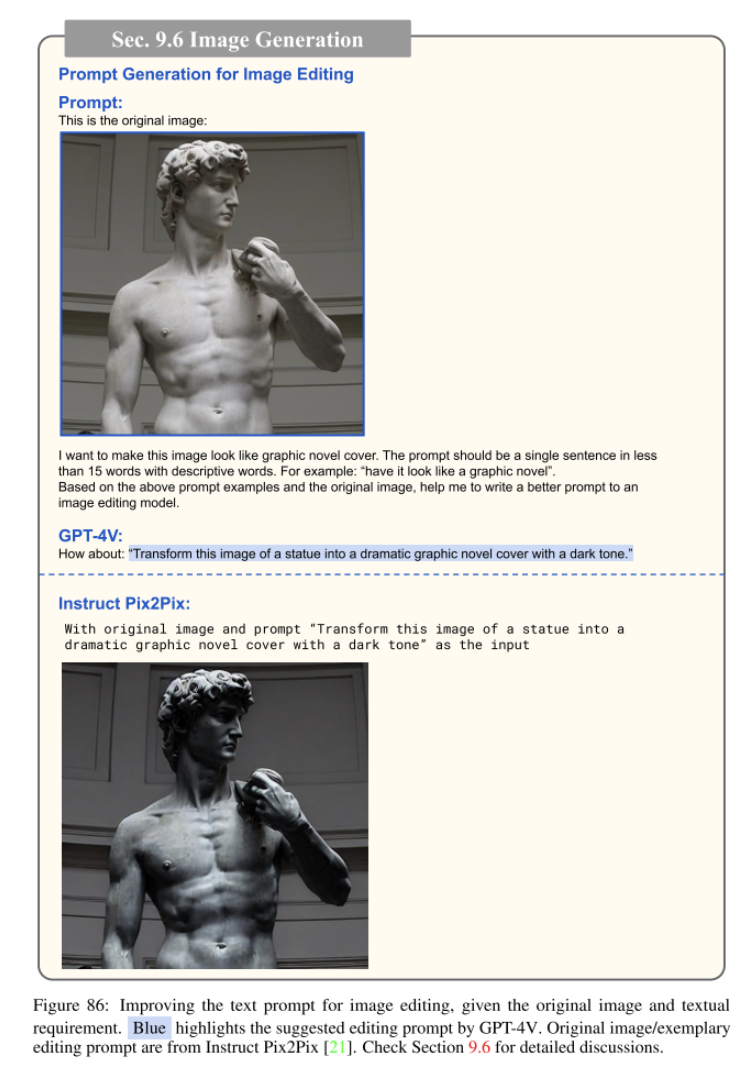 Sec. 9.6 Image Generation
Prompt Generation for Image Editing
Prompt:
This is the original image:
I want to make this image look like graphic novel cover. The prompt should be a single sentence in less
than 15 words with descriptive words. For example: “have it look like a graphic novel”.
Based on the above prompt examples and the original image, help me to write a better prompt to an
image editing model.
GPT-4V:
How about: “Transform this image of a statue into a dramatic graphic novel cover with a dark tone.”
Instruct Pix2Pix:
With original image and prompt “Transform this image of a statue into a
dramatic graphic novel cover with a dark tone” as the input
Figure 86: Improving the text prompt for image editing, given the original image and textual
requirement. Blue highlights the suggested editing prompt by GPT-4V. Original image/exemplary
editing prompt are from Instruct Pix2Pix [21]. Check Section 9.6 for detailed discussions.